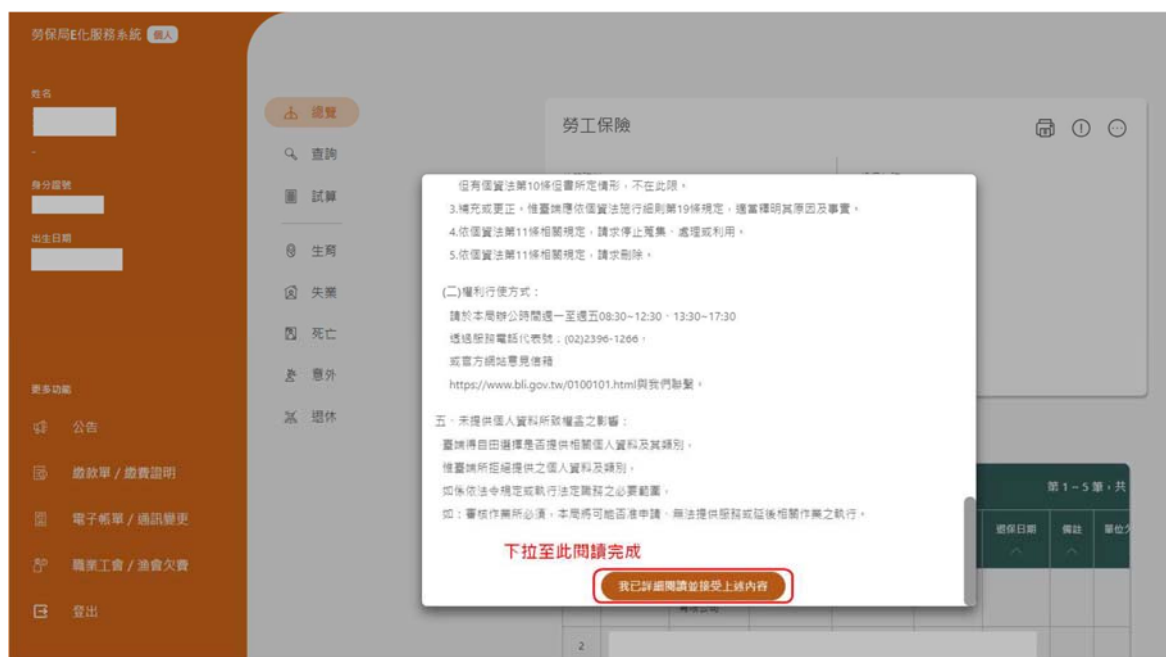 勞保局E化服務系統 個人
姓名
身分證號
出生日期
更多功能
公告
繳款單 / 繳費證明
電子帳單 / 通訊變更
職業工會 / 漁會欠費
登出
總覽
查詢
試算
生育
失業
死亡
意外
退休
勞工保險
但有個資法第10條但書所定情形，不在此限。
3.補充或更正，惟臺端應依個資法施行細則第19條規定，適當釋明其原因及事實。
4.依個資法第11條相關規定，請求停止蒐集、處理或利用。
5.依個資法第11條相關規定，請求刪除。
(二)權利行使方式：
請於本局辦公時間週一至週五08:30~12:30、13:30~17:30
透過服務電話代表號：(02)2396-1266，
或官方網站意見信箱
https://www.bli.gov.tw/0100101.html與我們聯繫。
五、未提供個人資料所致權益之影響：
臺端得自由選擇是否提供相關個人資料及其類別，
惟臺端所拒絕提供之個人資料及類別，
如係依法令規定或執行法定職務之必要範圍，
如：審核作業所必須，本局將可能否准申請、無法提供服務或延後相關作業之執行。
下拉至此閱讀完成
我已詳細閱讀並接受上述內容
第 1 – 5 筆，共
退保日期
備註
單位欠
2